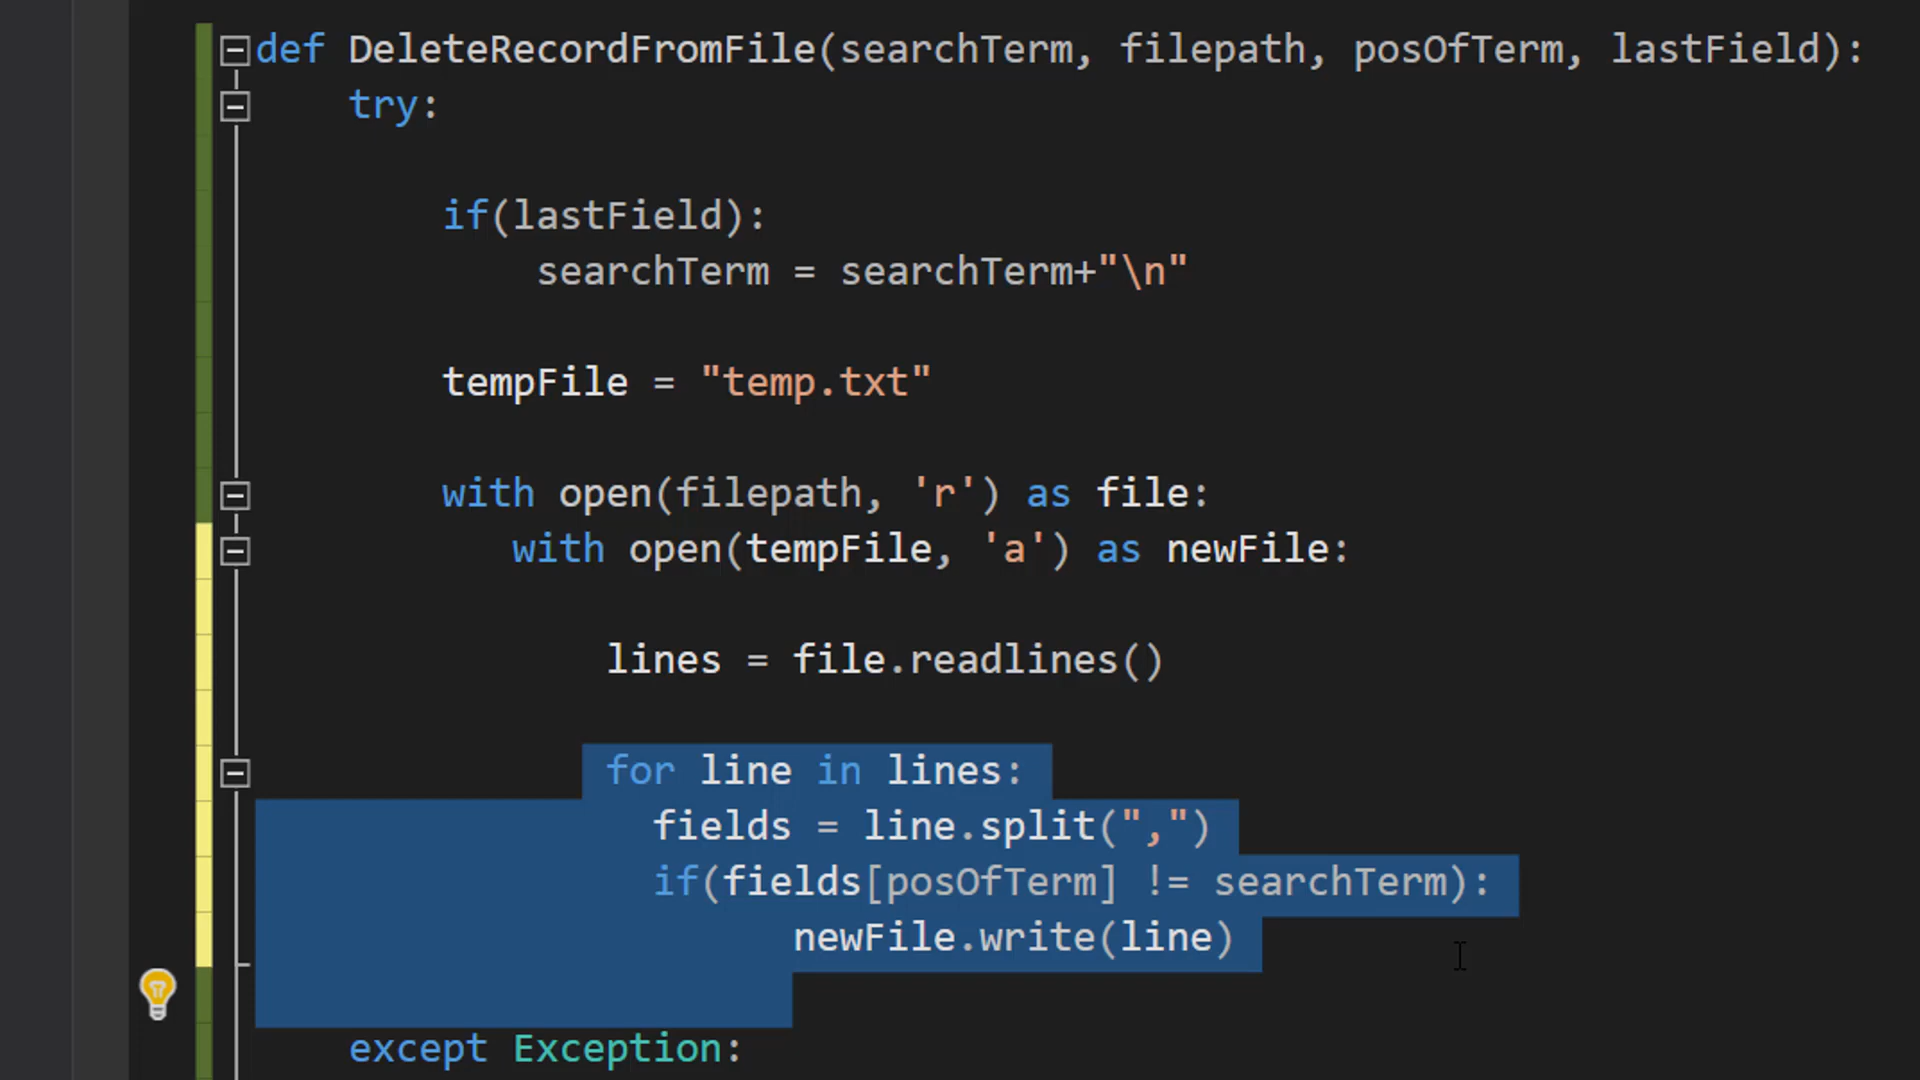 def DeleteRecordFromFile(searchTerm, filepath, posOfTerm, lastField):
try:
if(lastField):
searchTerm = searchTerm+"\n"
tempFile = "temp.txt"
with open(filepath, 'r') as file:
with open(tempFile, 'a') as newFile:
lines = file.readlines()
for line in lines:
fields = line.split(",")
if(fields[posOfTerm] != searchTerm):
newFile.write(line)
except Exception: